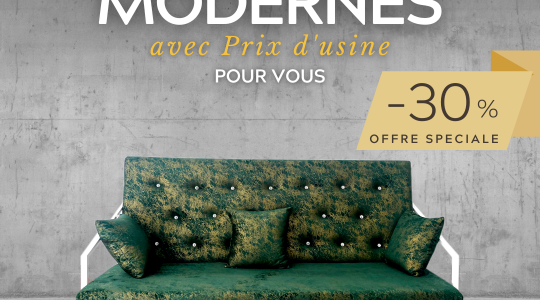 MODERNES
avec Prix d'usine
POUR VOUS
-30 %
OFFRE SPECIALE